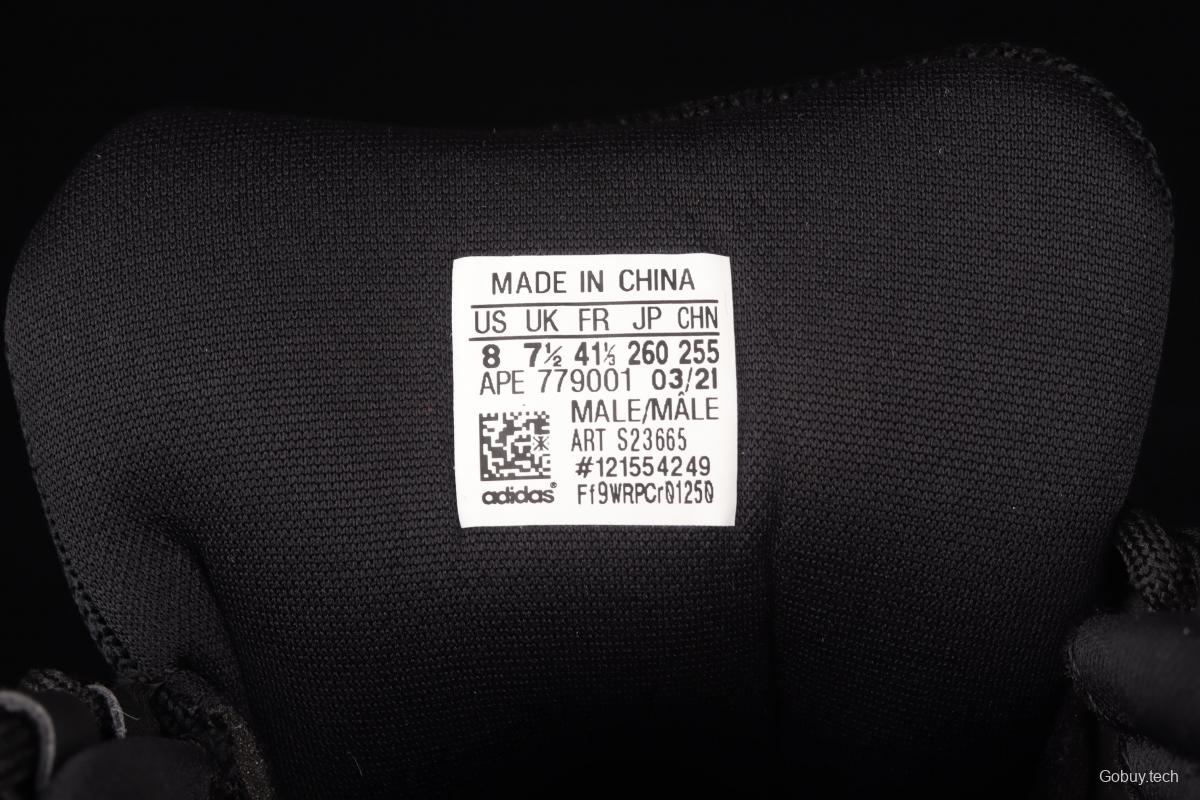 MADE IN CHINA
US UK FR JP CHN
8 7½ 41⅓ 260 255
APE 779001 03/21
MALE/MÂLE
ART S23665
#121554249
adidas® Ff9WRPCr01250
Gobuy.tech